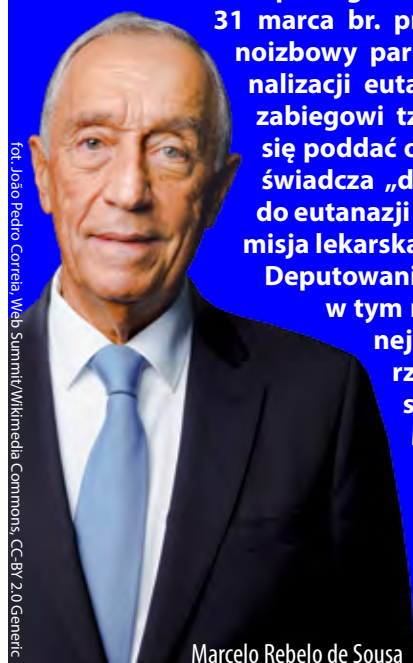 31 marca br. pr
noizbowy par
nalizacji euta
zabiegowi tz
się poddać
świadcza „d
do eutanazji
misja lekarska
Deputowani
w tym
nej
rz
s
fot. João Pedro Correia, Web Summit/Wikimedia Commons, CC-BY 2.0 Generic
Marcelo Rebelo de Sousa